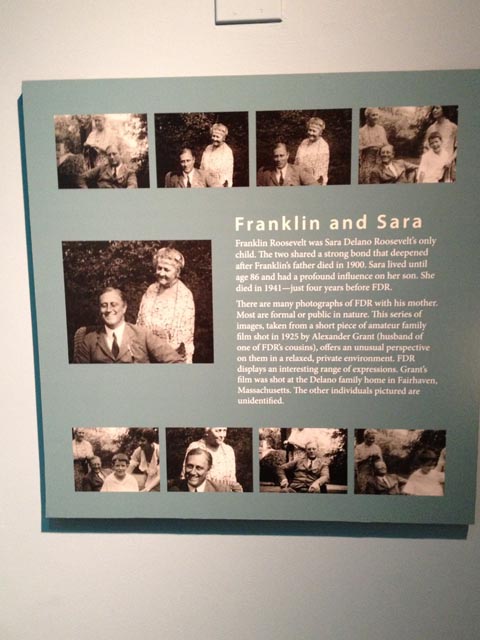 Franklin and Sara
Franklin Roosevelt was Sara Delano Roosevelt's only
child. The two shared a strong bond that deepened
after Franklin's father died in 1900. Sara lived until
age 86 and had a profound influence on her son. She
died in 1941—just four years before FDR.
There are many photographs of FDR with his mother.
Most are formal or public in nature. This series of
images, taken from a short piece of amateur family
film shot in 1925 by Alexander Grant (husband of
one of FDR's cousins), offers an unusual perspective
on them in a relaxed, private environment. FDR
displays an interesting range of expressions. Grant's
film was shot at the Delano family home in Fairhaven,
Massachusetts. The other individuals pictured are
unidentified.